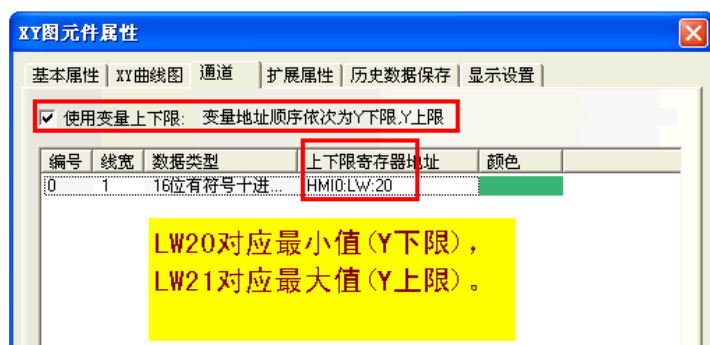 XY图元件属性
基本属性 XY曲线图 通道 扩展属性 历史数据保存 显示设置
使用变量上下限: 变量地址顺序依次为Y下限,Y上限
编号 线宽 数据类型 上下限寄存器地址 颜色
0 1 16位有符号十进... HMI0:LW:20
LW20对应最小值(Y下限),
LW21对应最大值(Y上限)。